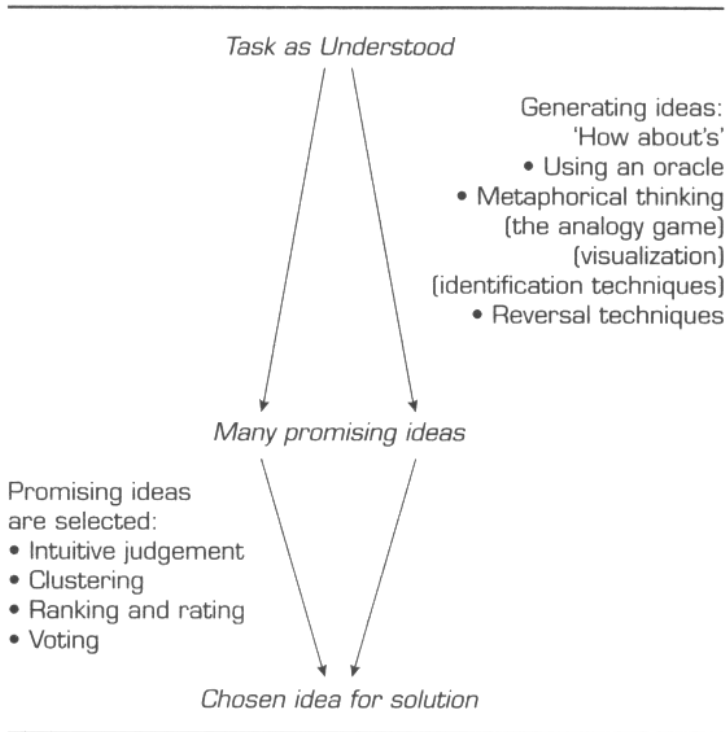 Task as Understood
Generating ideas:
‘How about’s’
• Using an oracle
• Metaphorical thinking
(the analogy game)
(visualization)
(identification techniques)
• Reversal techniques
Many promising ideas
Promising ideas
are selected:
• Intuitive judgement
• Clustering
• Ranking and rating
• Voting
Chosen idea for solution